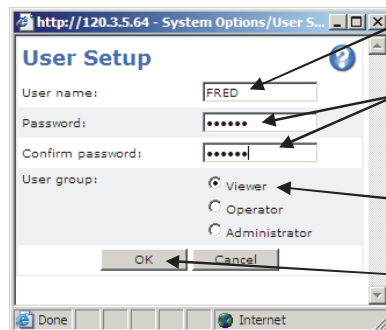 http://120.3.5.64 - System Options/User S...
User Setup
?
User name: FRED
Password: ••••••
Confirm password: ••••••
User group: Viewer
Operator
Administrator
OK Cancel
Done Internet